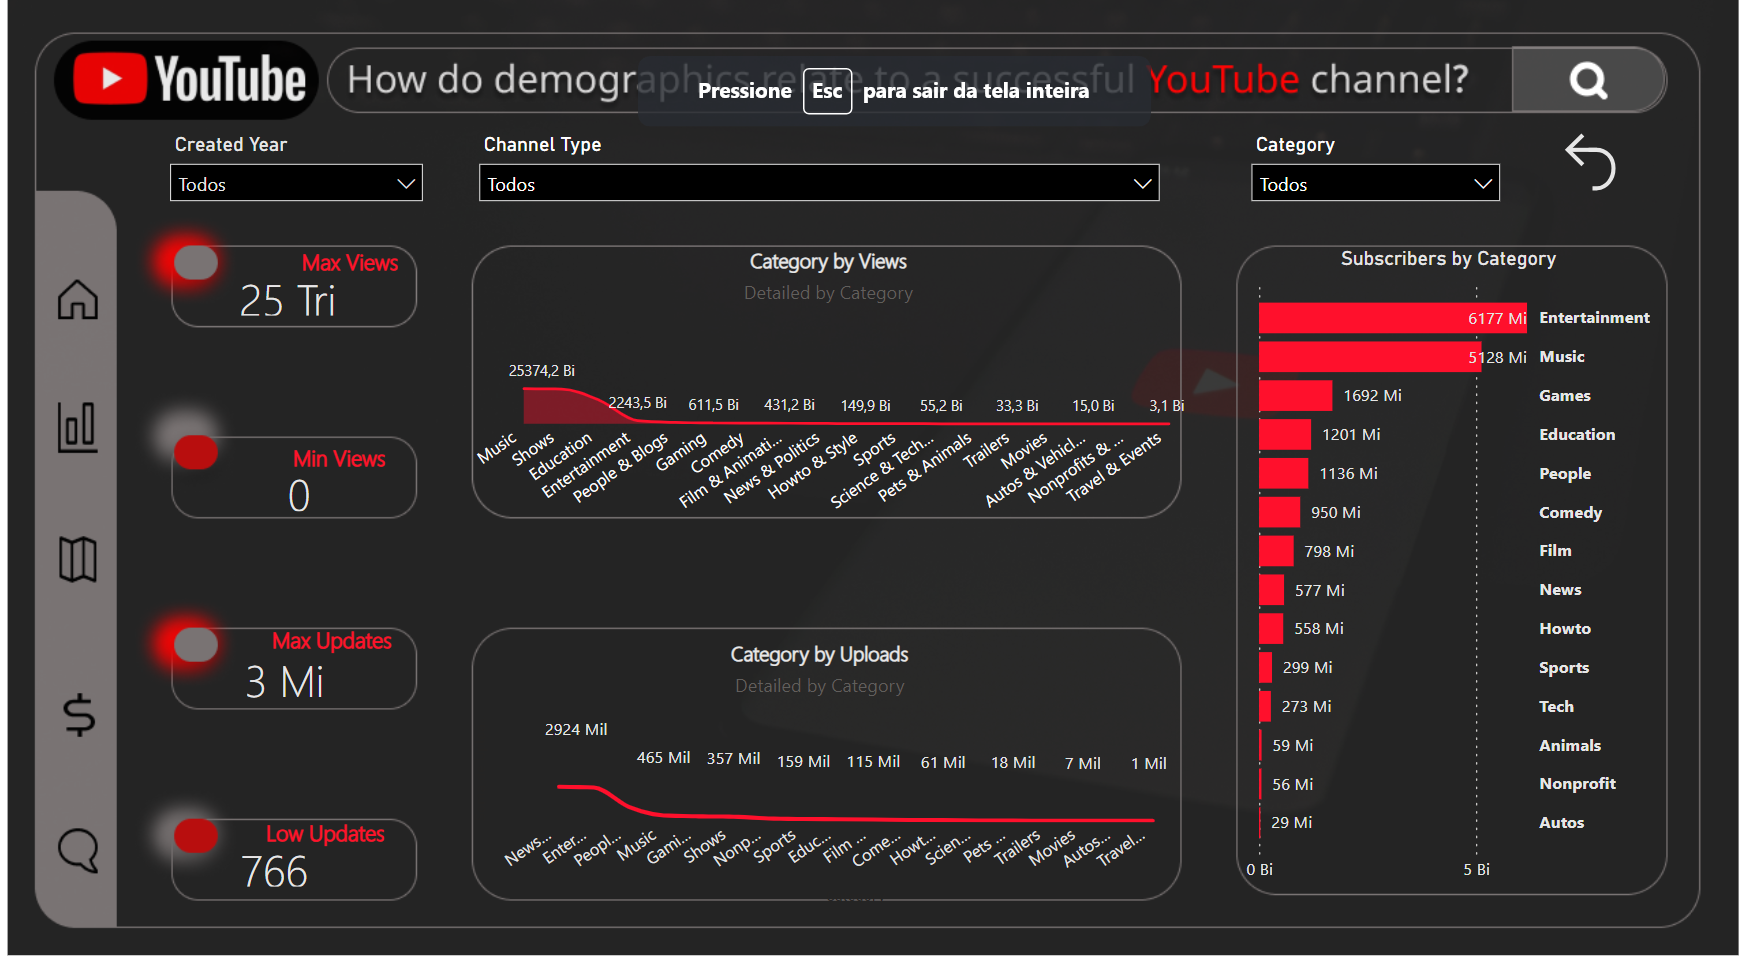 YouTube
How do demographics relate to a successful YouTube channel?
Pressione Esc para sair da tela inteira
Created Year
Todos
Channel Type
Todos
Category
Todos
Max Views
25 Tri
Min Views
0
Max Updates
3 Mi
Low Updates
766
Category by Views
Detailed by Category
25374,2 Bi
2243,5 Bi
611,5 Bi
431,2 Bi
149,9 Bi
55,2 Bi
33,3 Bi
15,0 Bi
3,1 Bi
Music
Shows
Education
Entertainment
People & Blogs
Gaming
Comedy
Film & Animati...
News & Politics
Howto & Style
Sports
Science & Tech...
Pets & Animals
Trailers
Movies
Autos & Vehicl...
Nonprofits & ...
Travel & Events
Category by Uploads
Detailed by Category
2924 Mil
465 Mil
357 Mil
159 Mil
115 Mil
61 Mil
18 Mil
7 Mil
1 Mil
News...
Enter...
Peopl...
Music
Gami...
Shows
Nonp...
Sports
Educ...
Film ...
Come...
Howt...
Scien...
Pets ...
Trailers
Movies
Autos...
Travel...
Subscribers by Category
6177 Mi Entertainment
5128 Mi Music
1692 Mi Games
1201 Mi Education
1136 Mi People
950 Mi Comedy
798 Mi Film
577 Mi News
558 Mi Howto
299 Mi Sports
273 Mi Tech
59 Mi Animals
56 Mi Nonprofit
29 Mi Autos
0 Bi
5 Bi